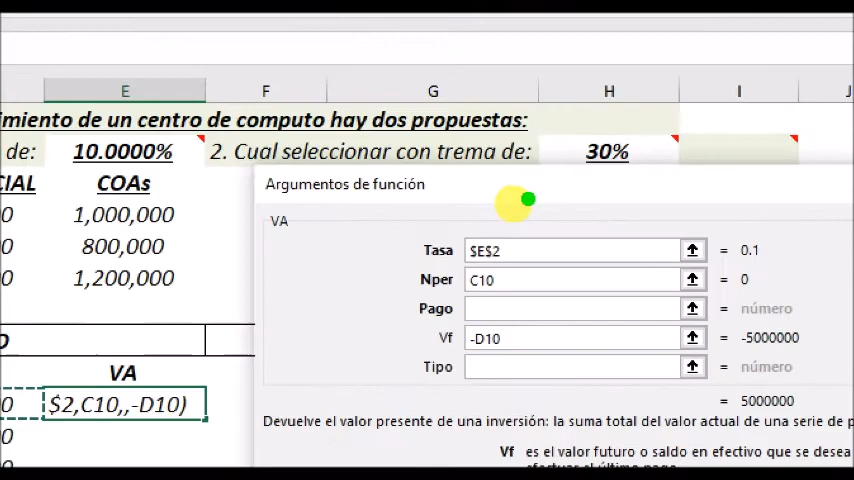 E F G H I J
imiento de un centro de computo hay dos propuestas:
de: 10.0000% 2. Cual seleccionar con trema de: 30%
CIAL COAs
0 1,000,000
0 800,000
0 1,200,000
Argumentos de función
VA
Tasa $E$2 = 0.1
Nper C10 = 0
Pago = número
Vf -D10 = -5000000
Tipo = número
= 5000000
O
VA
0 $2,C10,,-D10)
0
Devuelve el valor presente de una inversión: la suma total del valor actual de una serie de p
Vf es el valor futuro o saldo en efectivo que se desea
efectuar el último pago